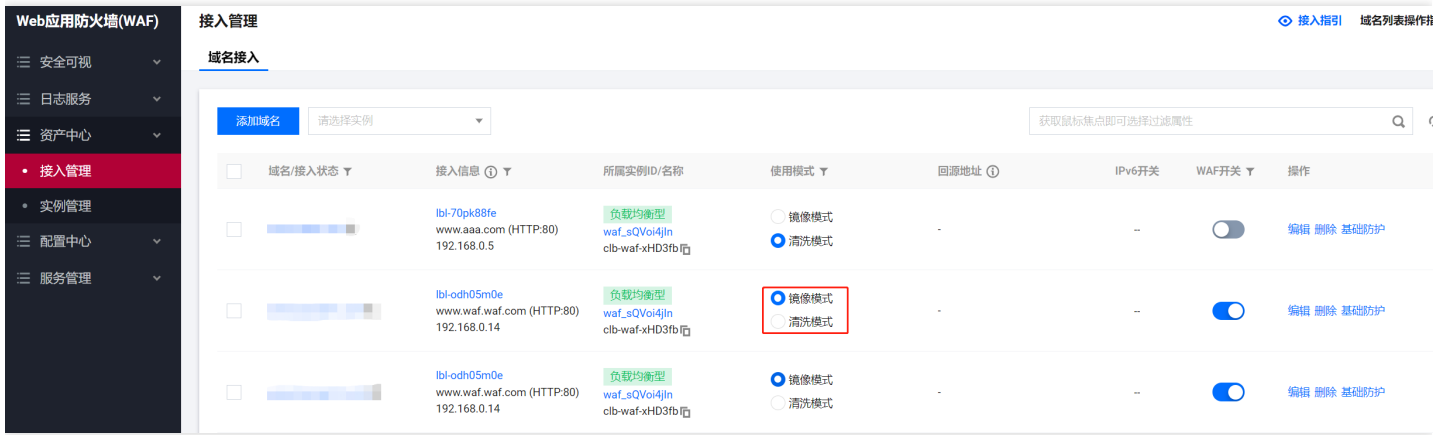 Web应用防火墙(WAF)
安全可视
日志服务
资产中心
接入管理
实例管理
配置中心
服务管理
接入管理
接入指引 域名列表操作指
域名接入
添加域名 请选择实例 获取鼠标焦点即可选择过滤属性
域名/接入状态 接入信息 所属实例ID/名称 使用模式 回源地址 IPv6开关 WAF开关 操作
lbl-70pk88fe 负载均衡型 镜像模式
www.aaa.com (HTTP:80) waf_sQVoi4jIn - -- 编辑 删除 基础防护
192.168.0.5 clb-waf-xHD3fb 清洗模式
lbl-odh05m0e 负载均衡型 镜像模式
www.waf.waf.com (HTTP:80) waf_sQVoi4jIn - -- 编辑 删除 基础防护
192.168.0.14 clb-waf-xHD3fb 清洗模式
lbl-odh05m0e 负载均衡型 镜像模式
www.waf.waf.com (HTTP:80) waf_sQVoi4jIn - -- 编辑 删除 基础防护
192.168.0.14 clb-waf-xHD3fb 清洗模式